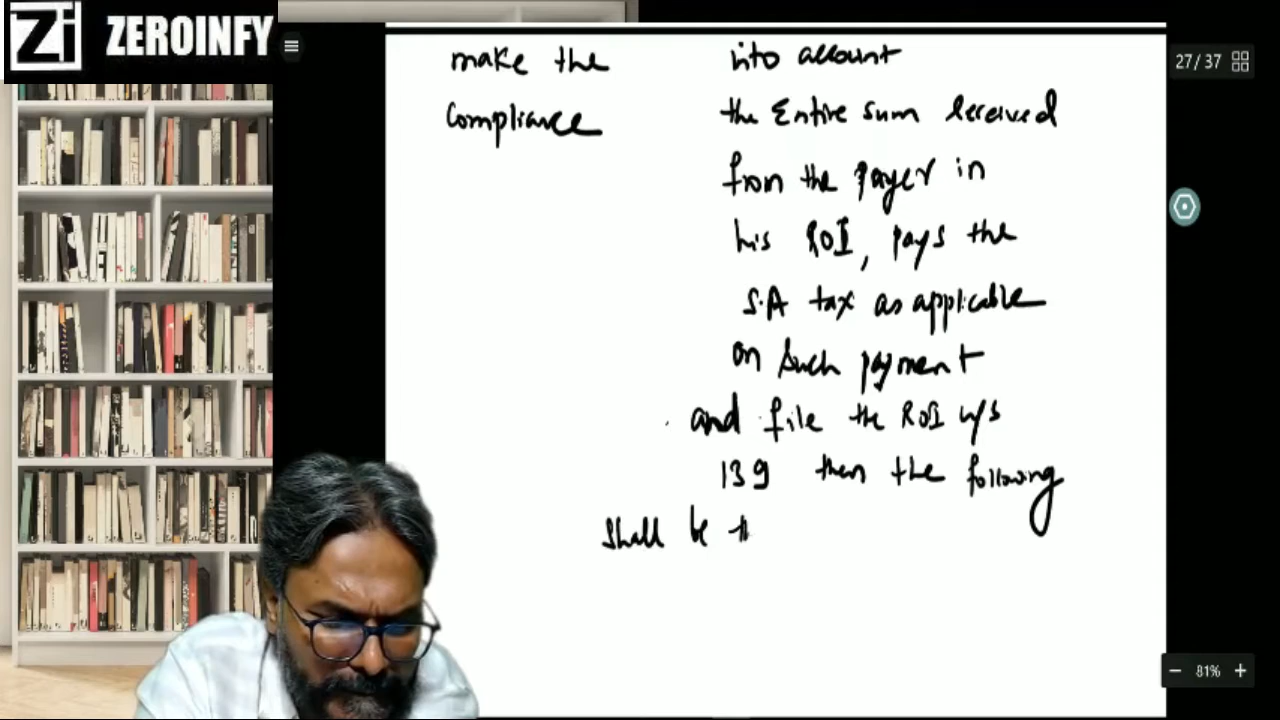 Zi ZEROINFY
27/37
make the into account
Compliance the Entire sum received
from the payer in
his ROI, pays the
S.A tax as applicable
on such payment
and file the ROI u/s
139 then the following
shall be
81%